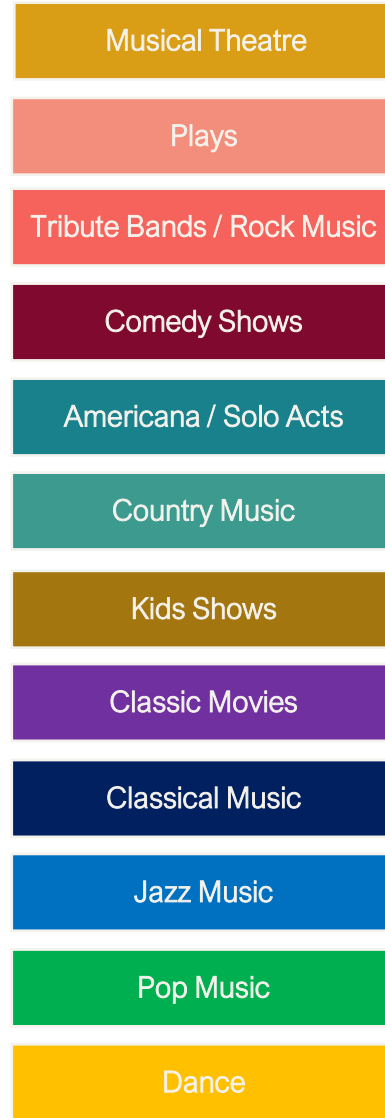 Musical Theatre
Plays
Tribute Bands / Rock Music
Comedy Shows
Americana / Solo Acts
Country Music
Kids Shows
Classic Movies
Classical Music
Jazz Music
Pop Music
Dance